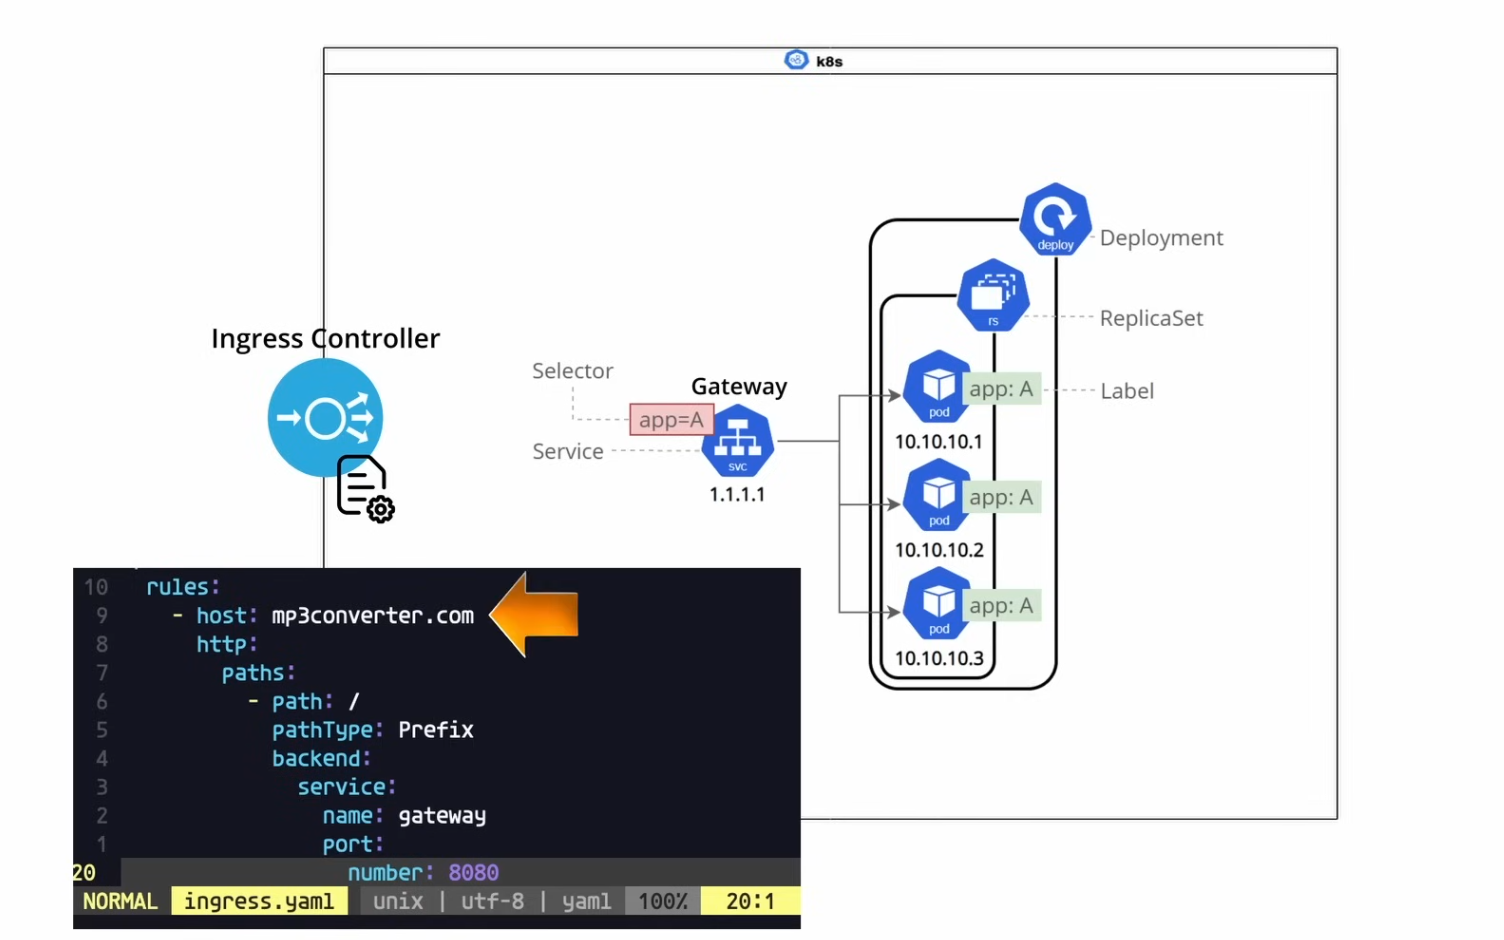 k8s
deploy
Deployment
rs
ReplicaSet
Ingress Controller
Selector
Gateway
app=A
Service
svc
1.1.1.1
pod
app: A
Label
10.10.10.1
pod
app: A
10.10.10.2
pod
app: A
10.10.10.3
10 rules:
9 - host: mp3converter.com
8 http:
7 paths:
6 - path: /
5 pathType: Prefix
4 backend:
3 service:
2 name: gateway
1 port:
20 number: 8080
NORMAL ingress.yaml unix | utf-8 | yaml 100% 20:1